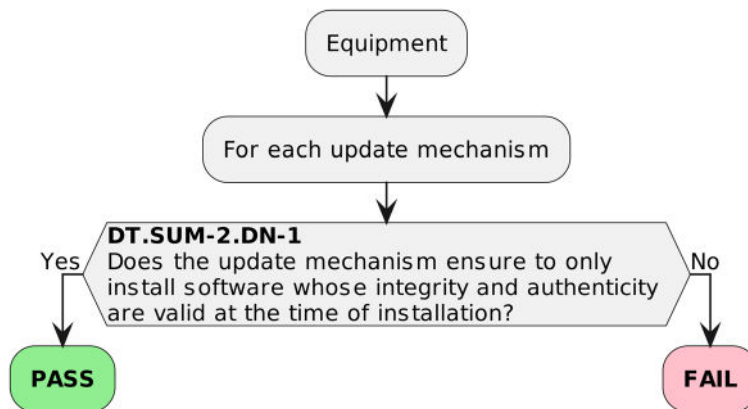 Equipment
For each update mechanism
DT.SUM-2.DN-1
Does the update mechanism ensure to only
install software whose integrity and authenticity
are valid at the time of installation?
Yes
No
PASS
FAIL